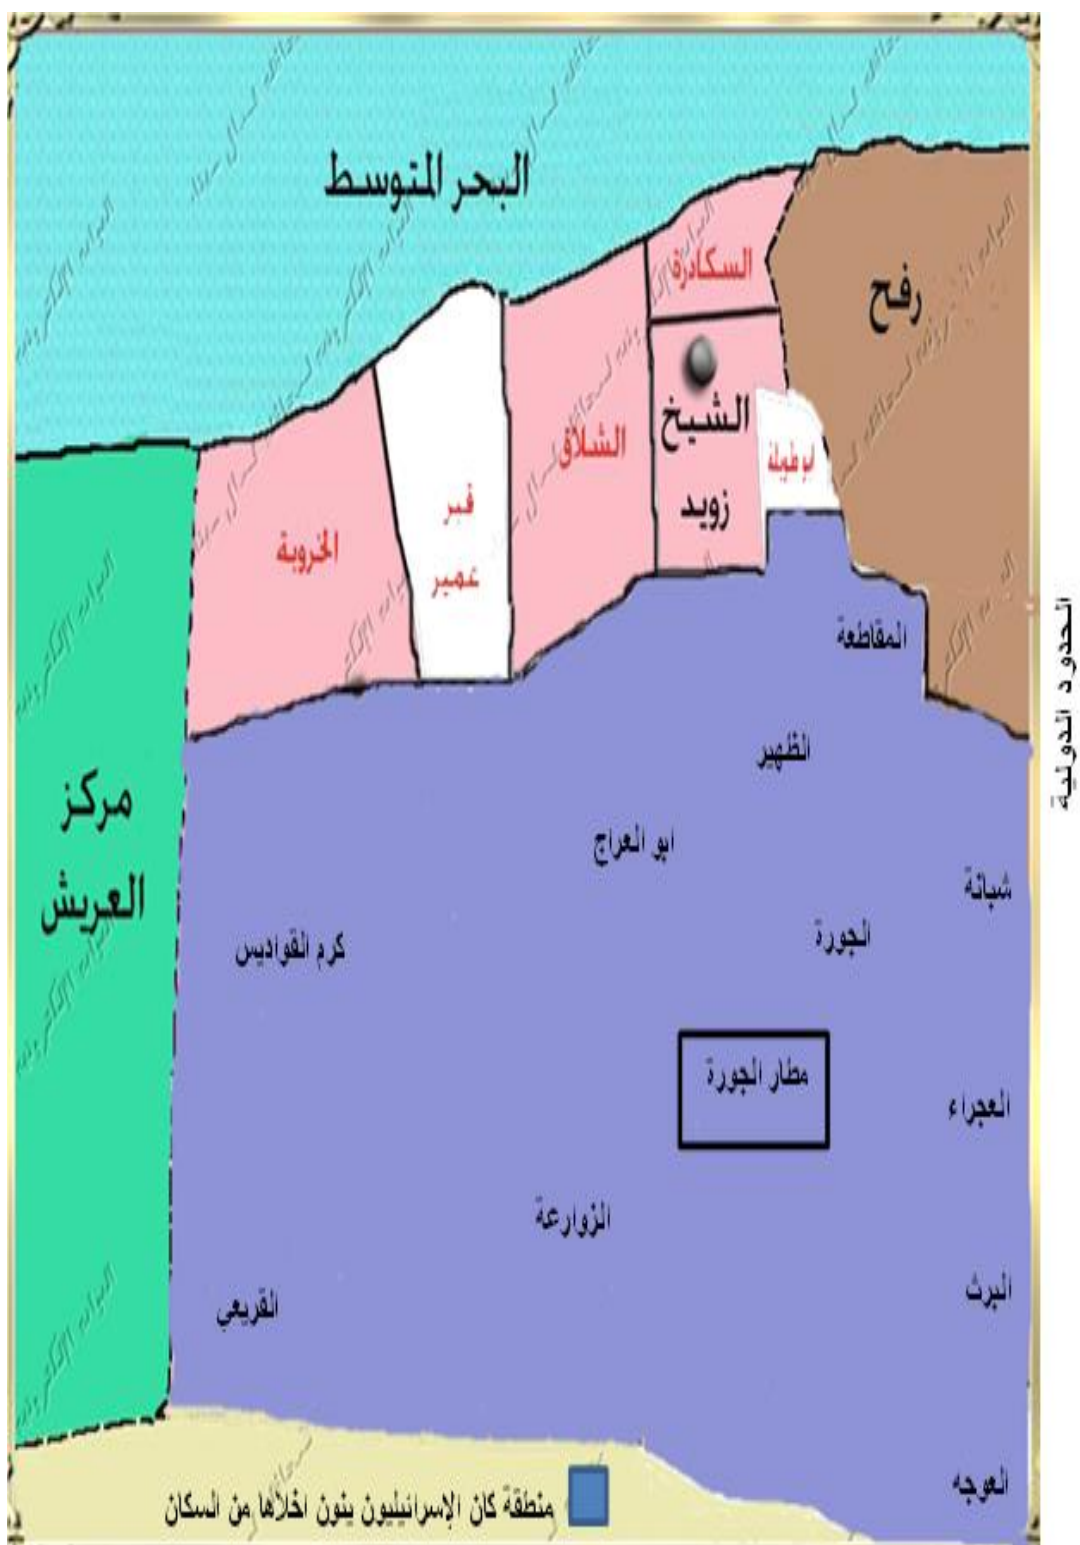 البحر المتوسط
رفح
السكادرة
الشيخ
زويد
ابو طويلة
الشلاق
قبر
عمير
الخروبة
الحدود الدولية
المقاطعة
الظهير
ابو العراج
شبانة
الجورة
كرم القواديس
مركز
العريش
مطار الجورة
العجراء
الزوارعة
البرث
القريعي
العوجه
منطقة كان الإسرائيليون ينون اخلاها من السكان